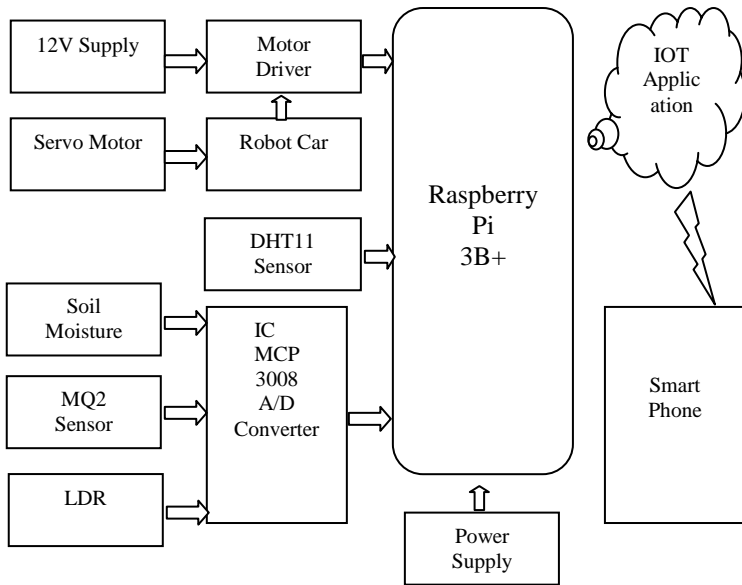 12V Supply
Motor
Driver
IOT
Applic
ation
Servo Motor
Robot Car
Raspberry
Pi
3B+
DHT11
Sensor
Soil
Moisture
IC
MCP
3008
A/D
Converter
MQ2
Sensor
Smart
Phone
LDR
Power
Supply